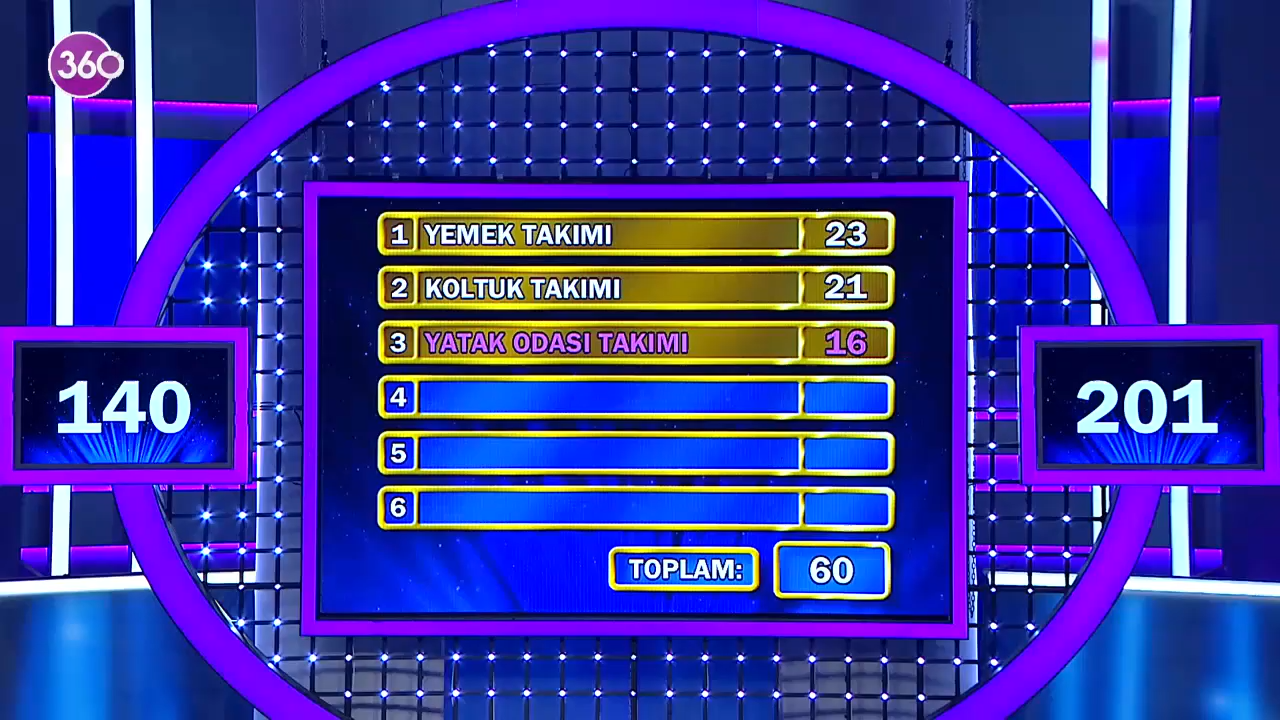 360
1 YEMEK TAKIMI 23
2 KOLTUK TAKIMI 21
3 YATAK ODASI TAKIMI 16
4
5
6
TOPLAM: 60
140
201